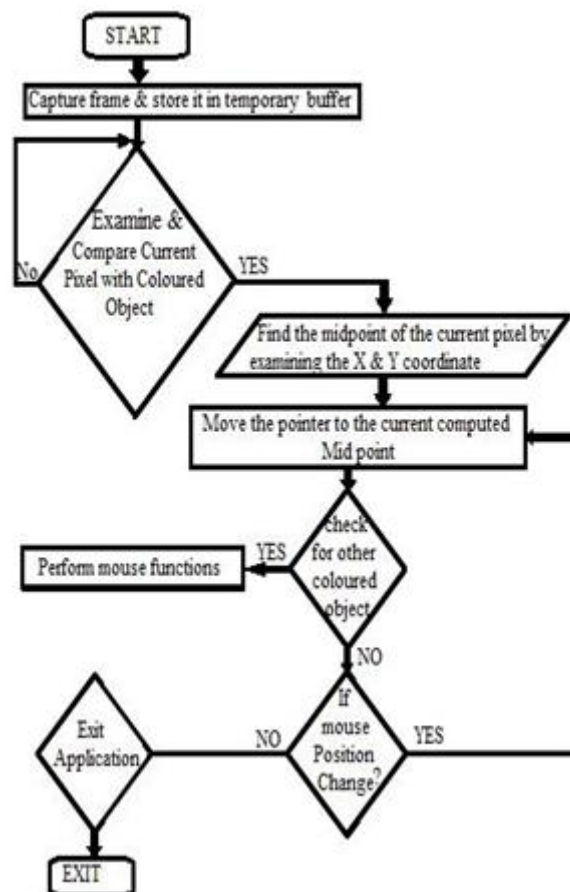 START
Capture frame & store it in temporary buffer
Examine &
Compare Current
Pixel with Coloured
Object
No
YES
Find the midpoint of the current pixel by
examining the X & Y coordinate
Move the pointer to the current computed
Mid point
check
for other
coloured
object
YES
Perform mouse functions
NO
If
mouse
Position
Change?
YES
NO
Exit
Application
EXIT